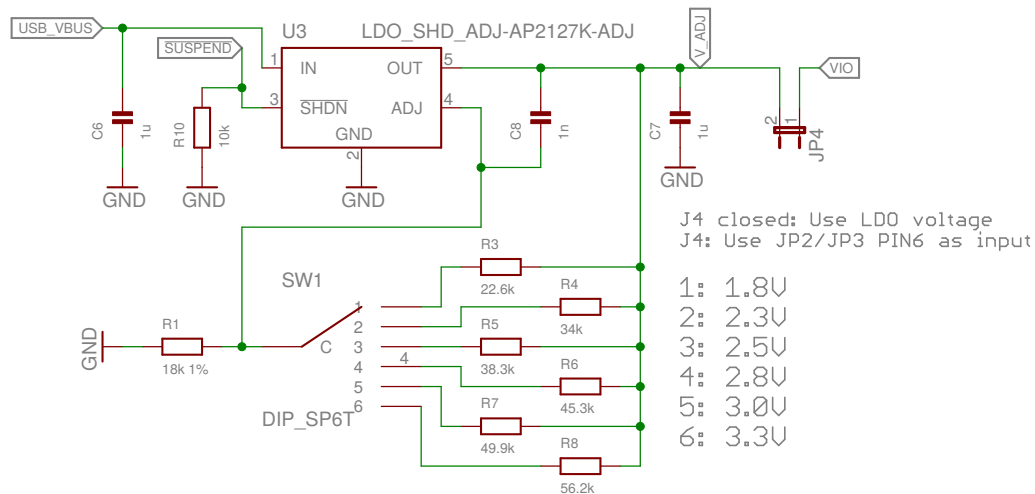 USB_VBUS
SUSPEND
U3
LDO_SHD_ADJ-AP2127K-ADJ
V_ADJ
VIO
1
IN
OUT
5
3
SHDN
ADJ
4
GND
2
C6
1u
R10
10k
C8
1n
C7
1u
2
1
JP4
GND
GND
GND
GND
J4 closed: Use LDO voltage
J4: Use JP2/JP3 PIN6 as input
R3
22.6k
SW1
R4
34k
1
2
3
4
5
6
C
4
R1
18k 1%
GND
R5
38.3k
R6
45.3k
R7
49.9k
R8
56.2k
DIP_SP6T
1: 1.8V
2: 2.3V
3: 2.5V
4: 2.8V
5: 3.0V
6: 3.3V